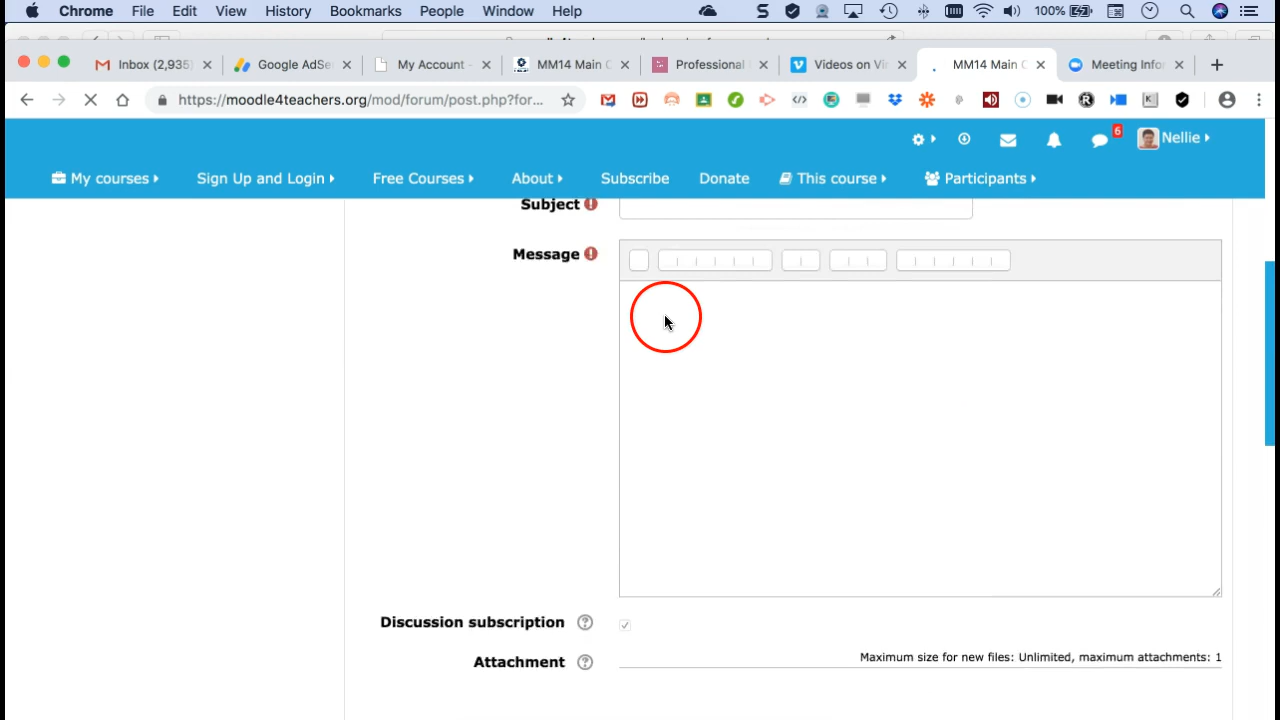 Chrome File Edit View History Bookmarks People Window Help 100%
Inbox (2,935) Google AdSe My Account - MM14 Main C Professional Videos on Vi MM14 Main C Meeting Info
https://moodle4teachers.org/mod/forum/post.php?for...
6
Nellie
My courses Sign Up and Login Free Courses About Subscribe Donate This course Participants
Subject
Message
Discussion subscription
Attachment Maximum size for new files: Unlimited, maximum attachments: 1